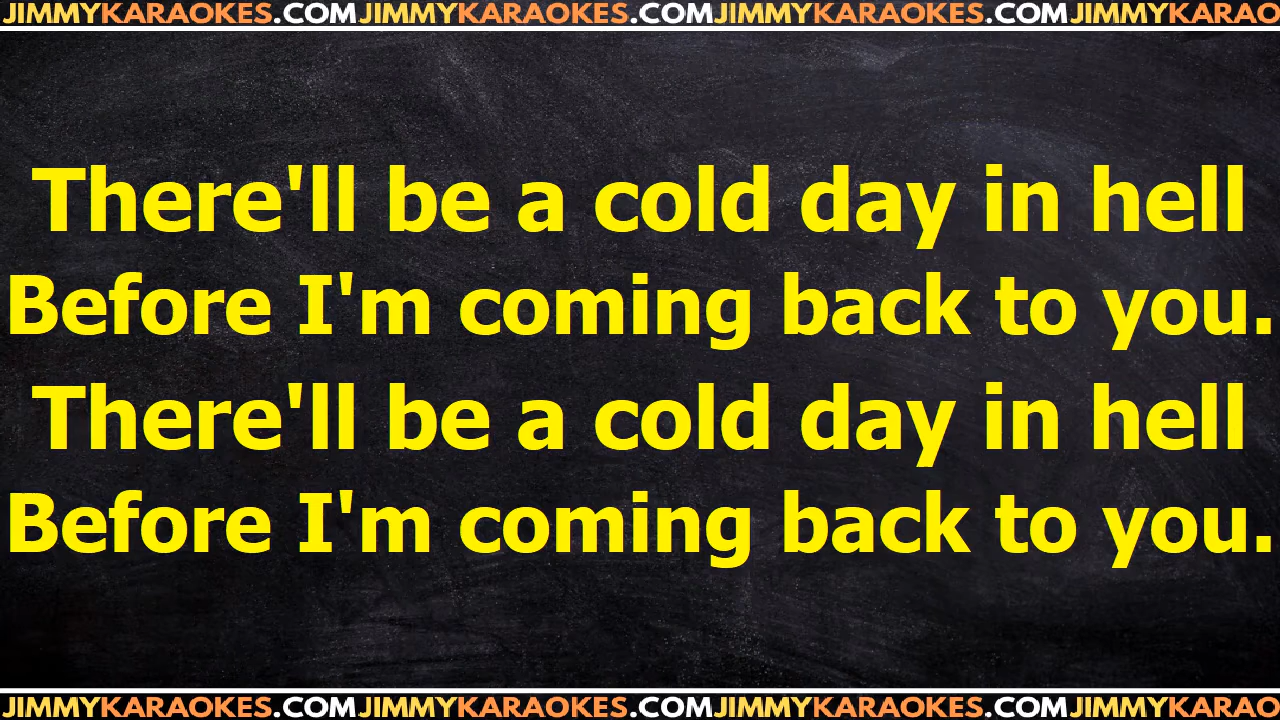 JIMMYKARAOKES.COMJIMMYKARAOKES.COMJIMMYKARAOKES.COMJIMMYKARAO
There'll be a cold day in hell
Before I'm coming back to you.
There'll be a cold day in hell
Before I'm coming back to you.
JIMMYKARAOKES.COMJIMMYKARAOKES.COMJIMMYKARAOKES.COMJIMMYKARAO